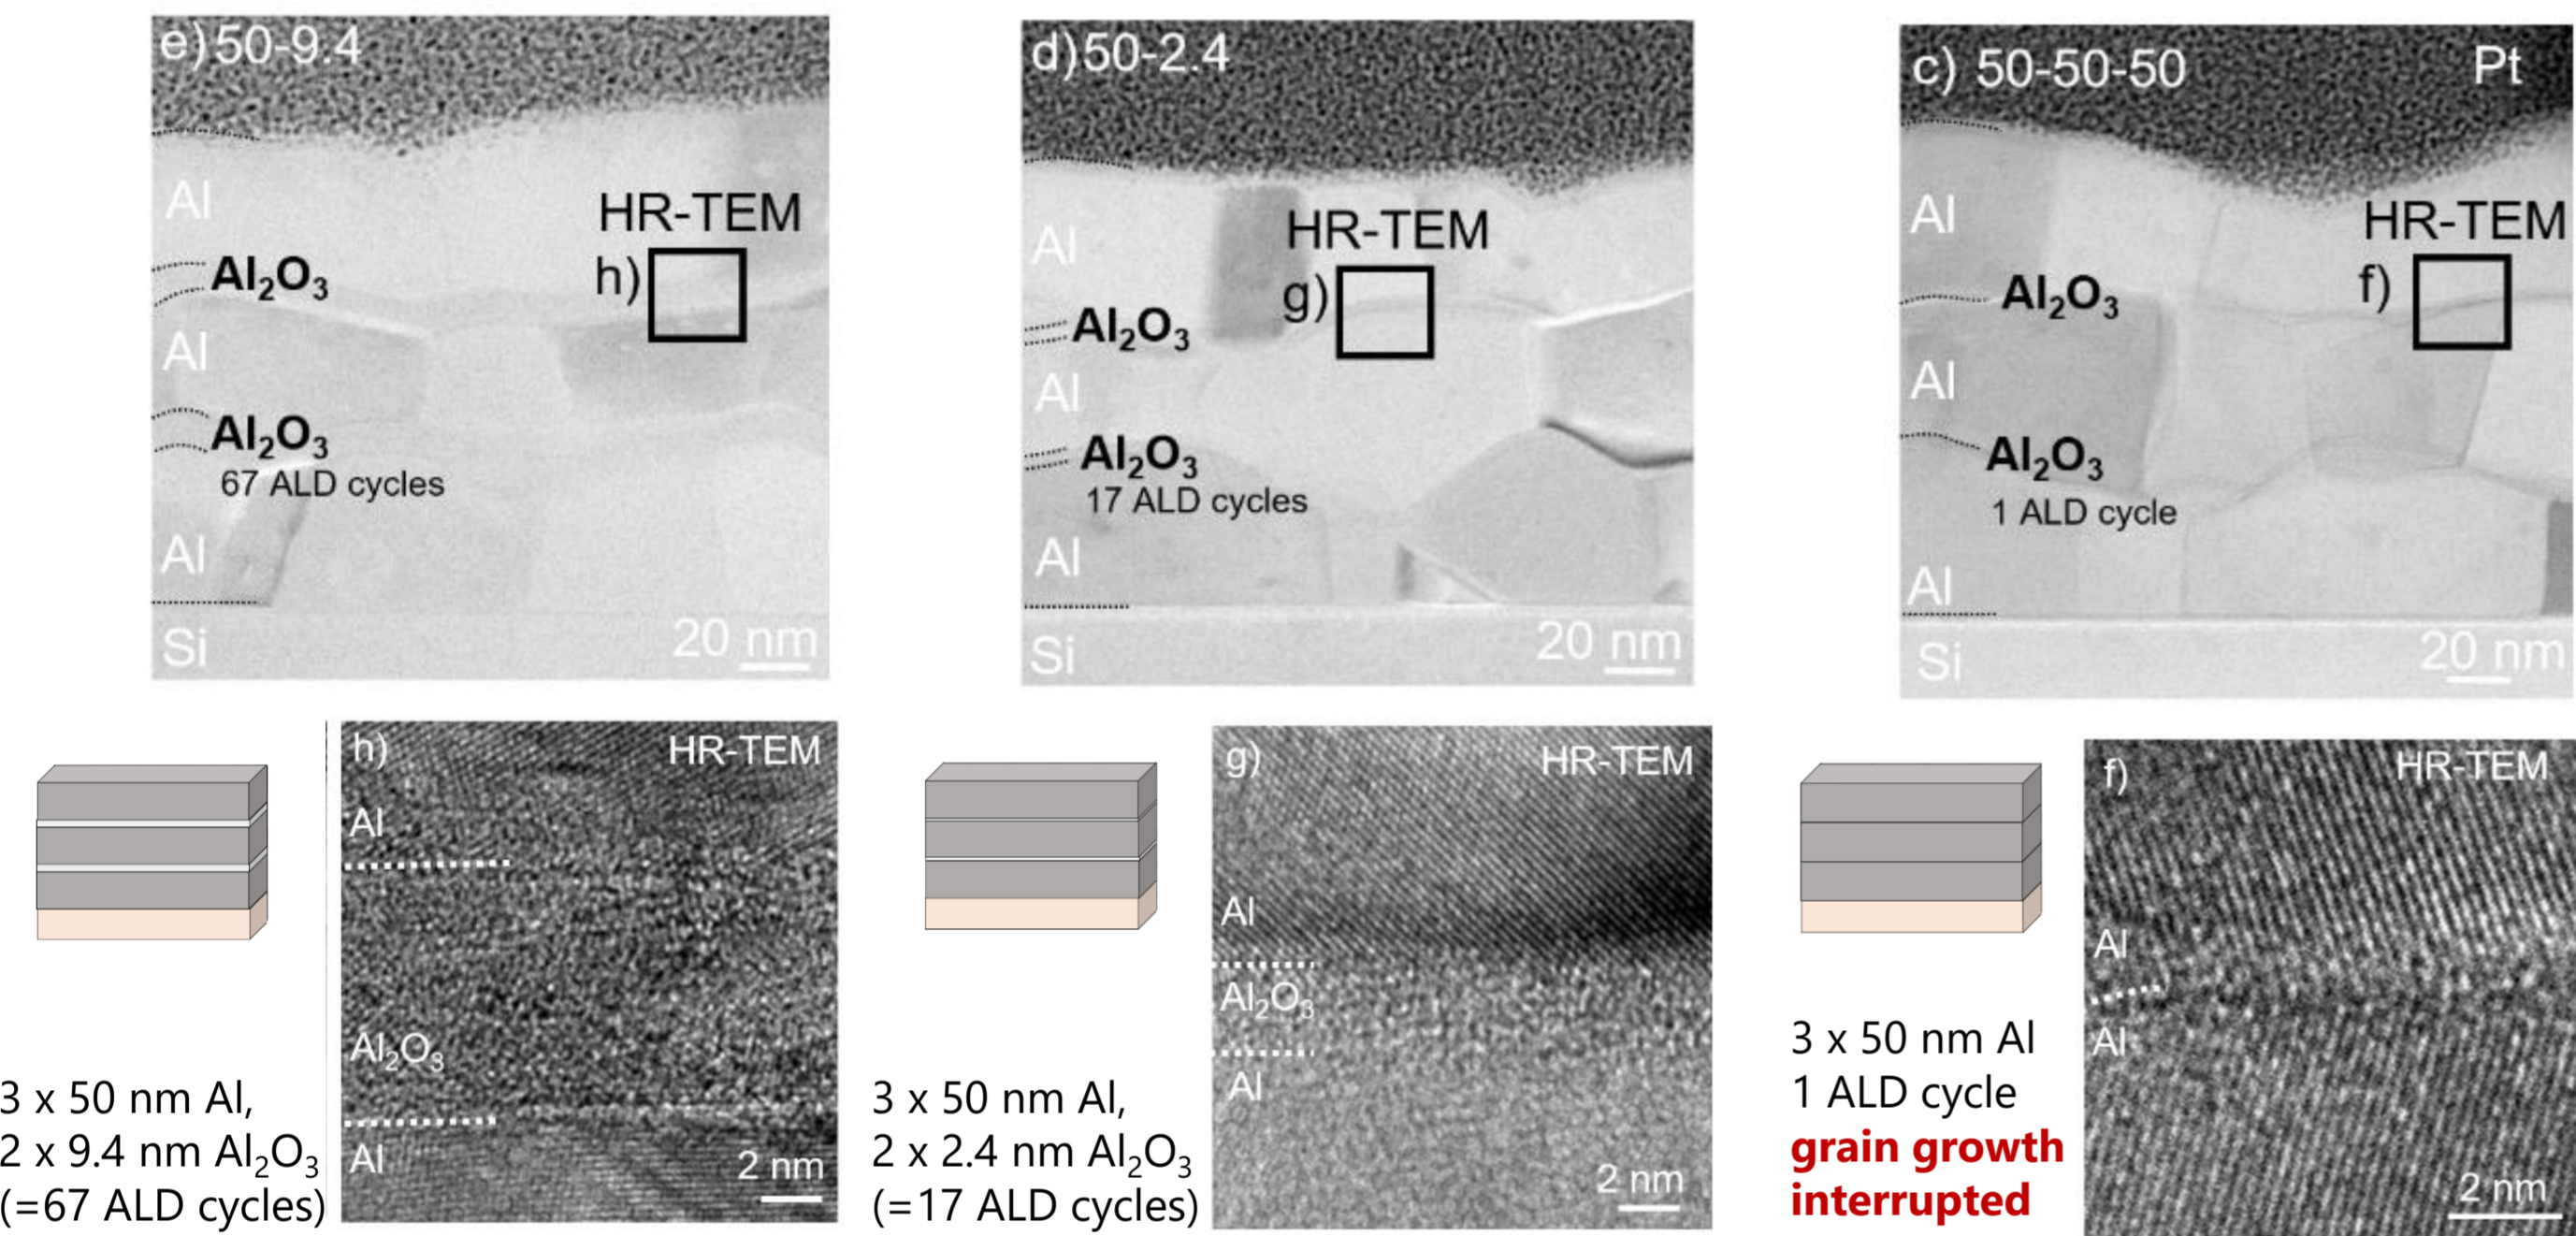 e) 50-9.4
Al
HR-TEM
Al₂O₃
h)
Al
Al₂O₃
67 ALD cycles
Al
Si
20 nm
d) 50-2.4
Al
HR-TEM
g)
Al₂O₃
Al
Al₂O₃
17 ALD cycles
Al
Si
20 nm
c) 50-50-50
Pt
Al
HR-TEM
Al₂O₃
f)
Al
Al₂O₃
1 ALD cycle
Al
Si
20 nm
h)
HR-TEM
Al
Al₂O₃
Al
2 nm
3 x 50 nm Al,
2 x 9.4 nm Al₂O₃
(=67 ALD cycles)
g)
HR-TEM
Al
Al₂O₃
Al
2 nm
3 x 50 nm Al,
2 x 2.4 nm Al₂O₃
(=17 ALD cycles)
f)
HR-TEM
Al
Al
2 nm
3 x 50 nm Al
1 ALD cycle
grain growth
interrupted